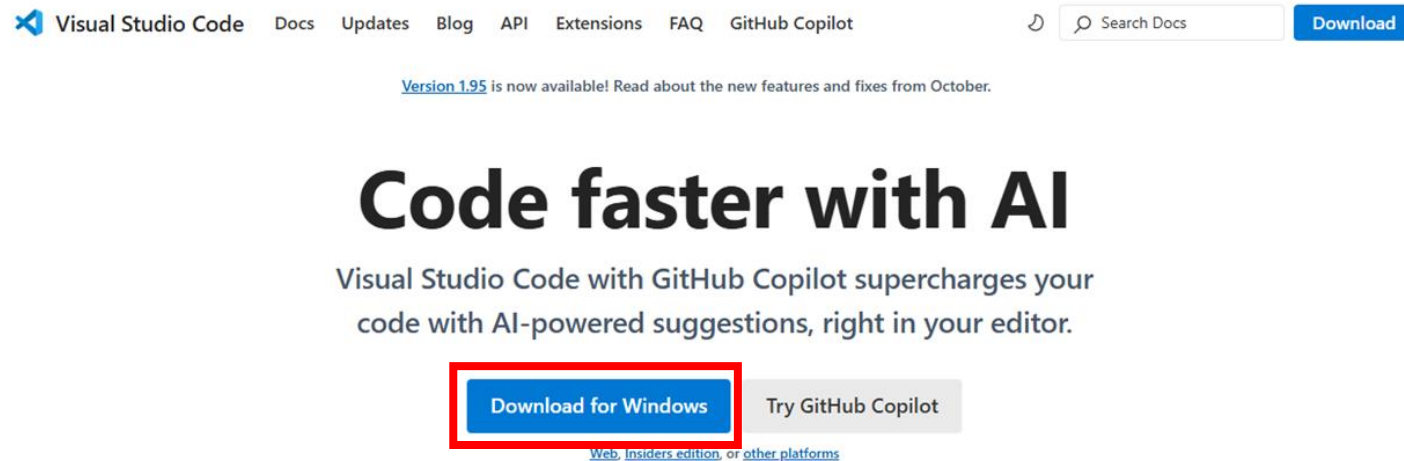 Visual Studio Code Docs Updates Blog API Extensions FAQ GitHub Copilot Search Docs Download
Version 1.95 is now available! Read about the new features and fixes from October.
Code faster with AI
Visual Studio Code with GitHub Copilot supercharges your
code with AI-powered suggestions, right in your editor.
Download for Windows Try GitHub Copilot
Web, Insiders edition, or other platforms